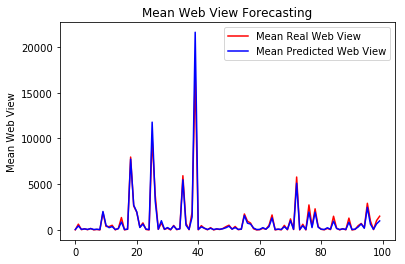 Mean Web View Forecasting
Mean Real Web View
Mean Predicted Web View
Mean Web View
20000
15000
10000
5000
0
0
20
40
60
80
100